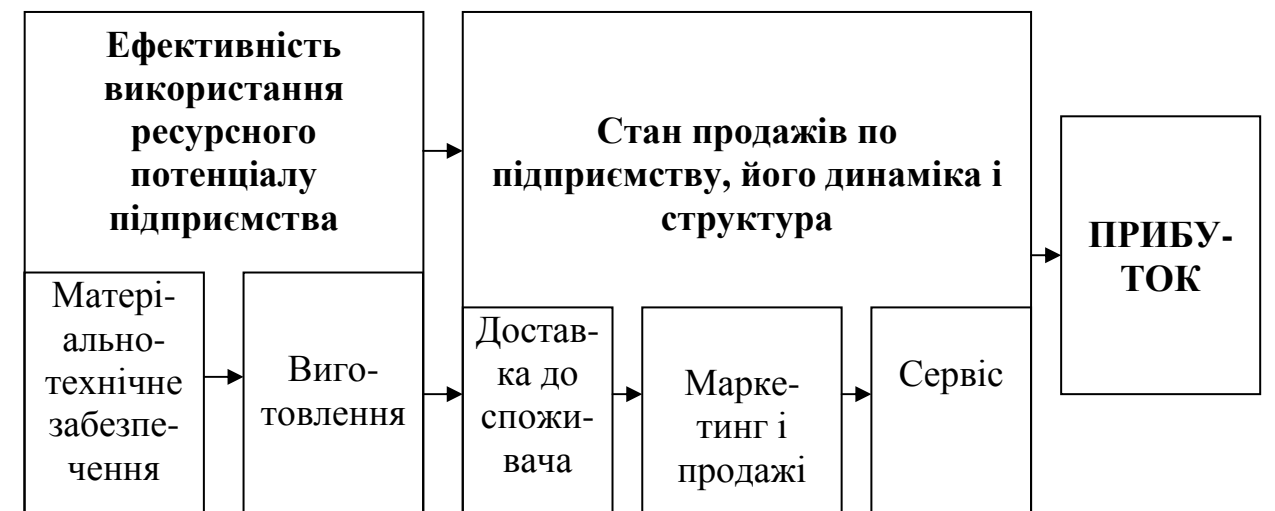 Ефективність
використання
ресурсного
потенціалу
підприємства
Матері-
ально-
технічне
забезпе-
чення
Виго-
товлення
Стан продажів по
підприємству, його динаміка і
структура
Достав-
ка до
спожи-
вача
Марке-
тинг і
продажі
Сервіс
ПРИБУ-
ТОК